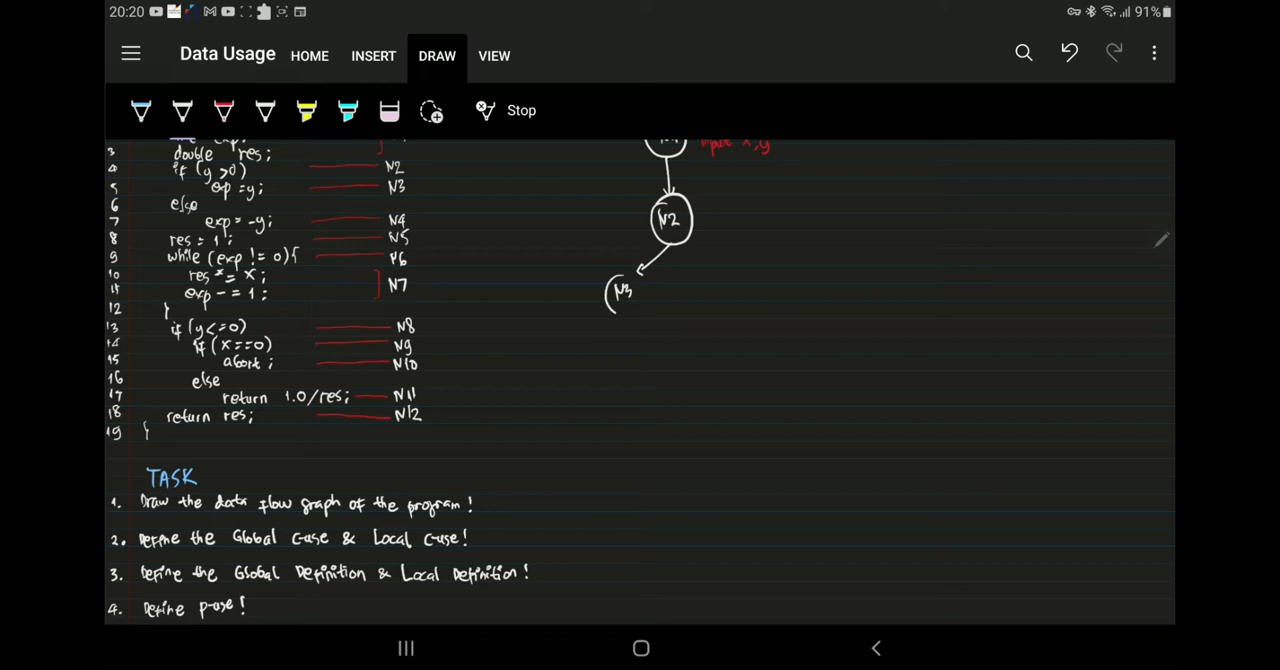 20:20
91%
Data Usage HOME INSERT DRAW VIEW
Stop
exp;
3 double res; input x,y
4 if (y >0) N2
5 exp =y; N3
6 else
7 exp = -y; N4
8 res = 1; N5
9 while (exp != 0){ N6
10 res *= x;
11 exp -= 1; N7
12 }
13 if (y<=0) N8
14 if (x==0) N9
15 abort; N10
16 else
17 return 1.0/res; N11
18 return res; N12
19 }
N2
N3
TASK
1. Draw the data flow graph of the program!
2. Define the Global c-use & Local c-use!
3. Define the Global Definition & Local Definition!
4. Define p-use!